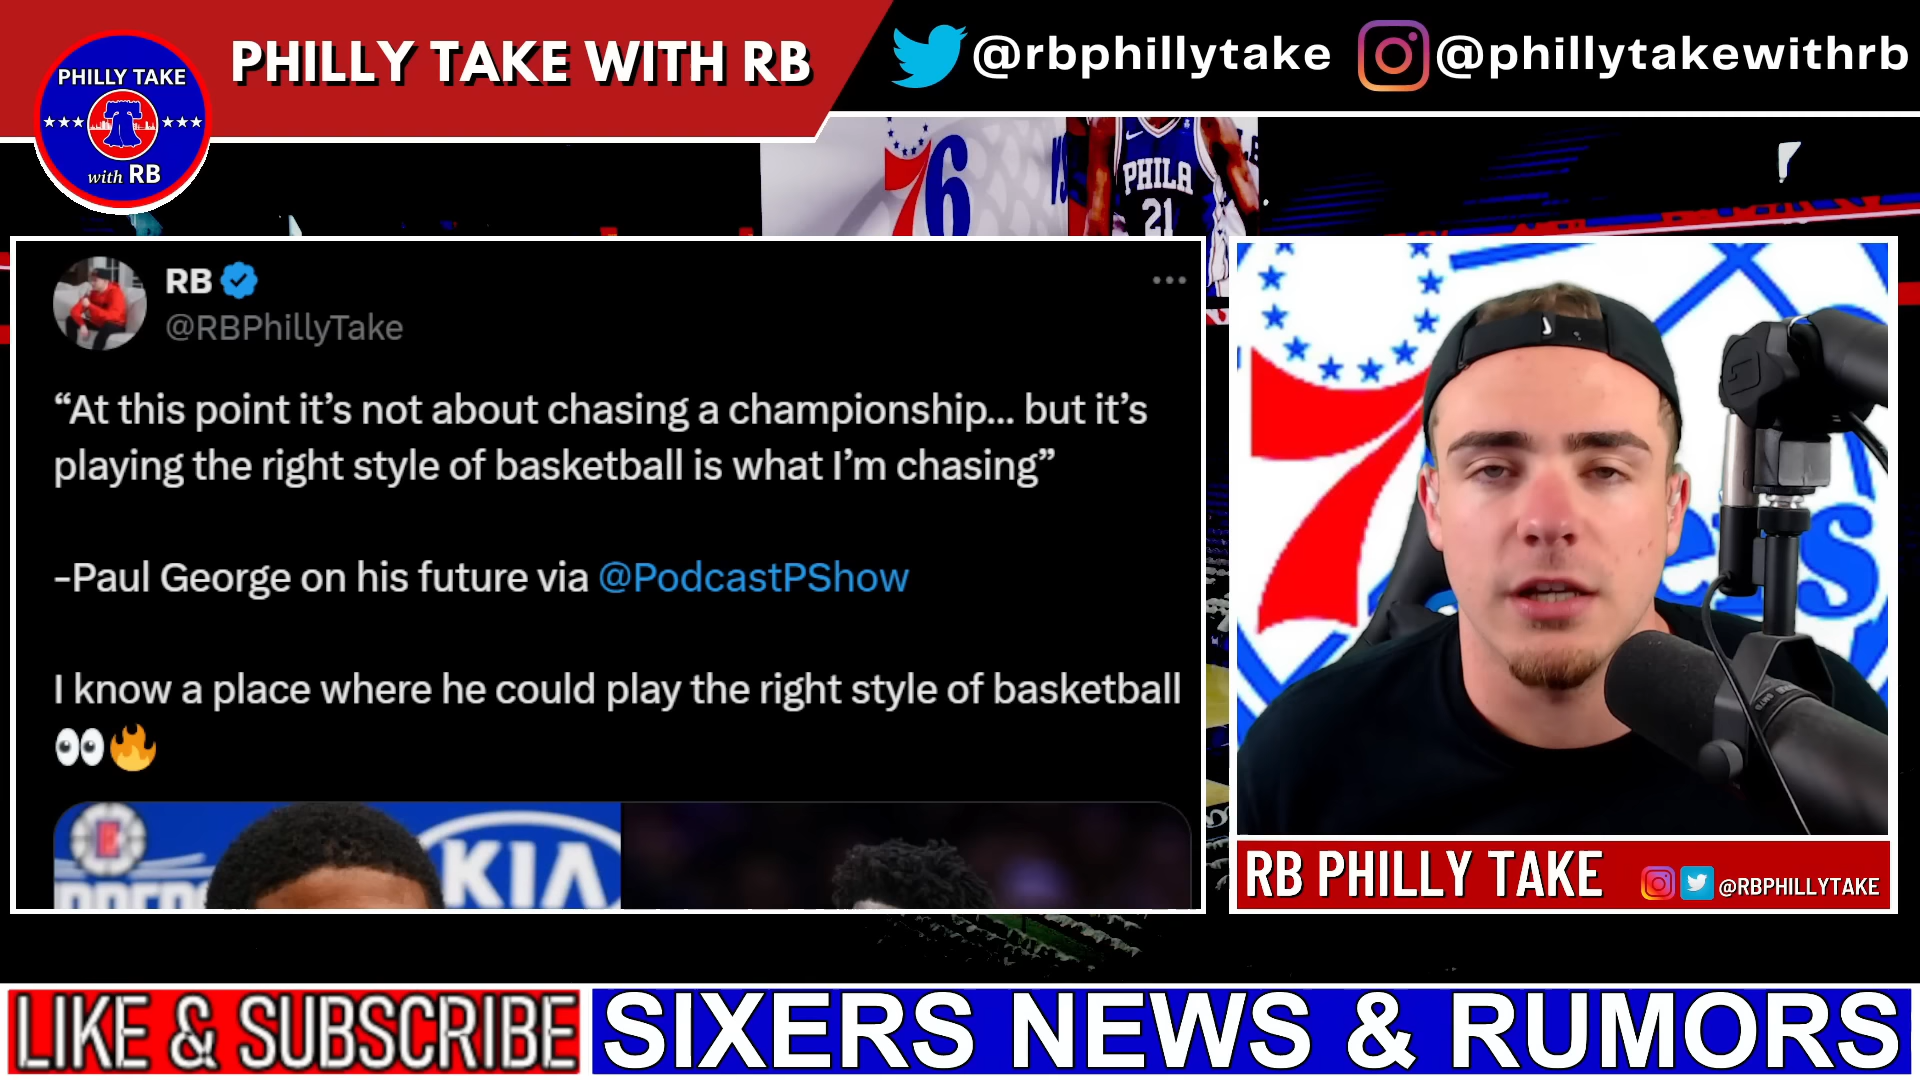 PHILLY TAKE WITH RB
@rbphillytake
@phillytakewithrb
PHILLY TAKE
with RB
76
PHILA
21
RB
@RBPhillyTake
“At this point it’s not about chasing a championship... but it’s
playing the right style of basketball is what I’m chasing”
-Paul George on his future via @PodcastPShow
I know a place where he could play the right style of basketball
👀🔥
KIA
RB PHILLY TAKE
@RBPHILLYTAKE
LIKE & SUBSCRIBE
SIXERS NEWS & RUMORS